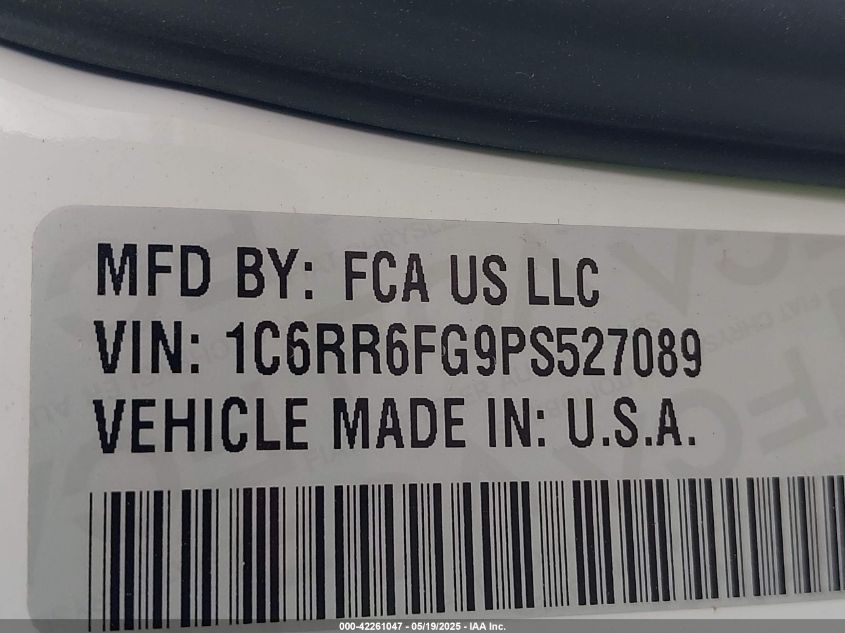 MFD BY: FCA US LLC
VIN: 1C6RR6FG9PS527089
VEHICLE MADE IN: U.S.A.
000-42261047 - 05/19/2025 - IAA Inc.